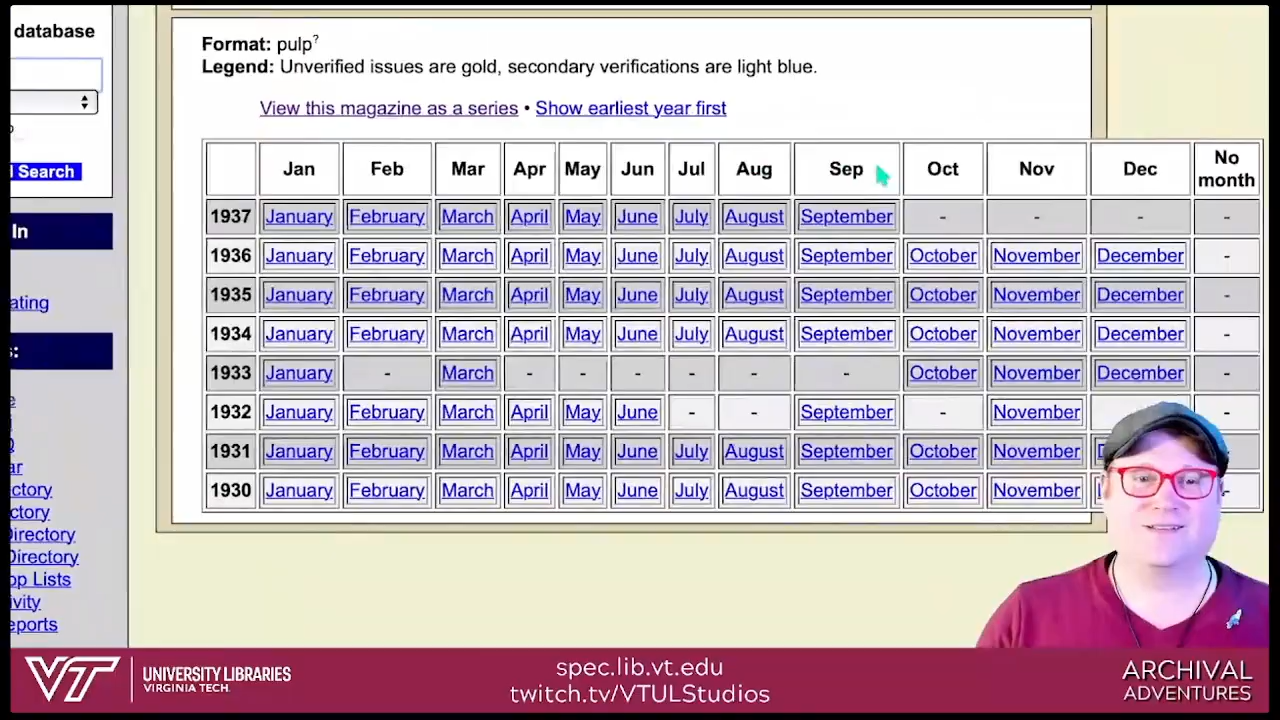 database
l Search
In
ating
s:
e
Q
ar
ectory
ctory
Directory
Directory
op Lists
ivity
eports
Format: pulp?
Legend: Unverified issues are gold, secondary verifications are light blue.
View this magazine as a series • Show earliest year first
Jan Feb Mar Apr May Jun Jul Aug Sep Oct Nov Dec No month
1937 January February March April May June July August September - - - -
1936 January February March April May June July August September October November December -
1935 January February March April May June July August September October November December -
1934 January February March April May June July August September October November December -
1933 January - March - - - - - - October November December -
1932 January February March April May June - - September - November
1931 January February March April May June July August September October November -
1930 January February March April May June July August September October November -
VT UNIVERSITY LIBRARIES
VIRGINIA TECH.
spec.lib.vt.edu
twitch.tv/VTULStudios
ARCHIVAL
ADVENTURES